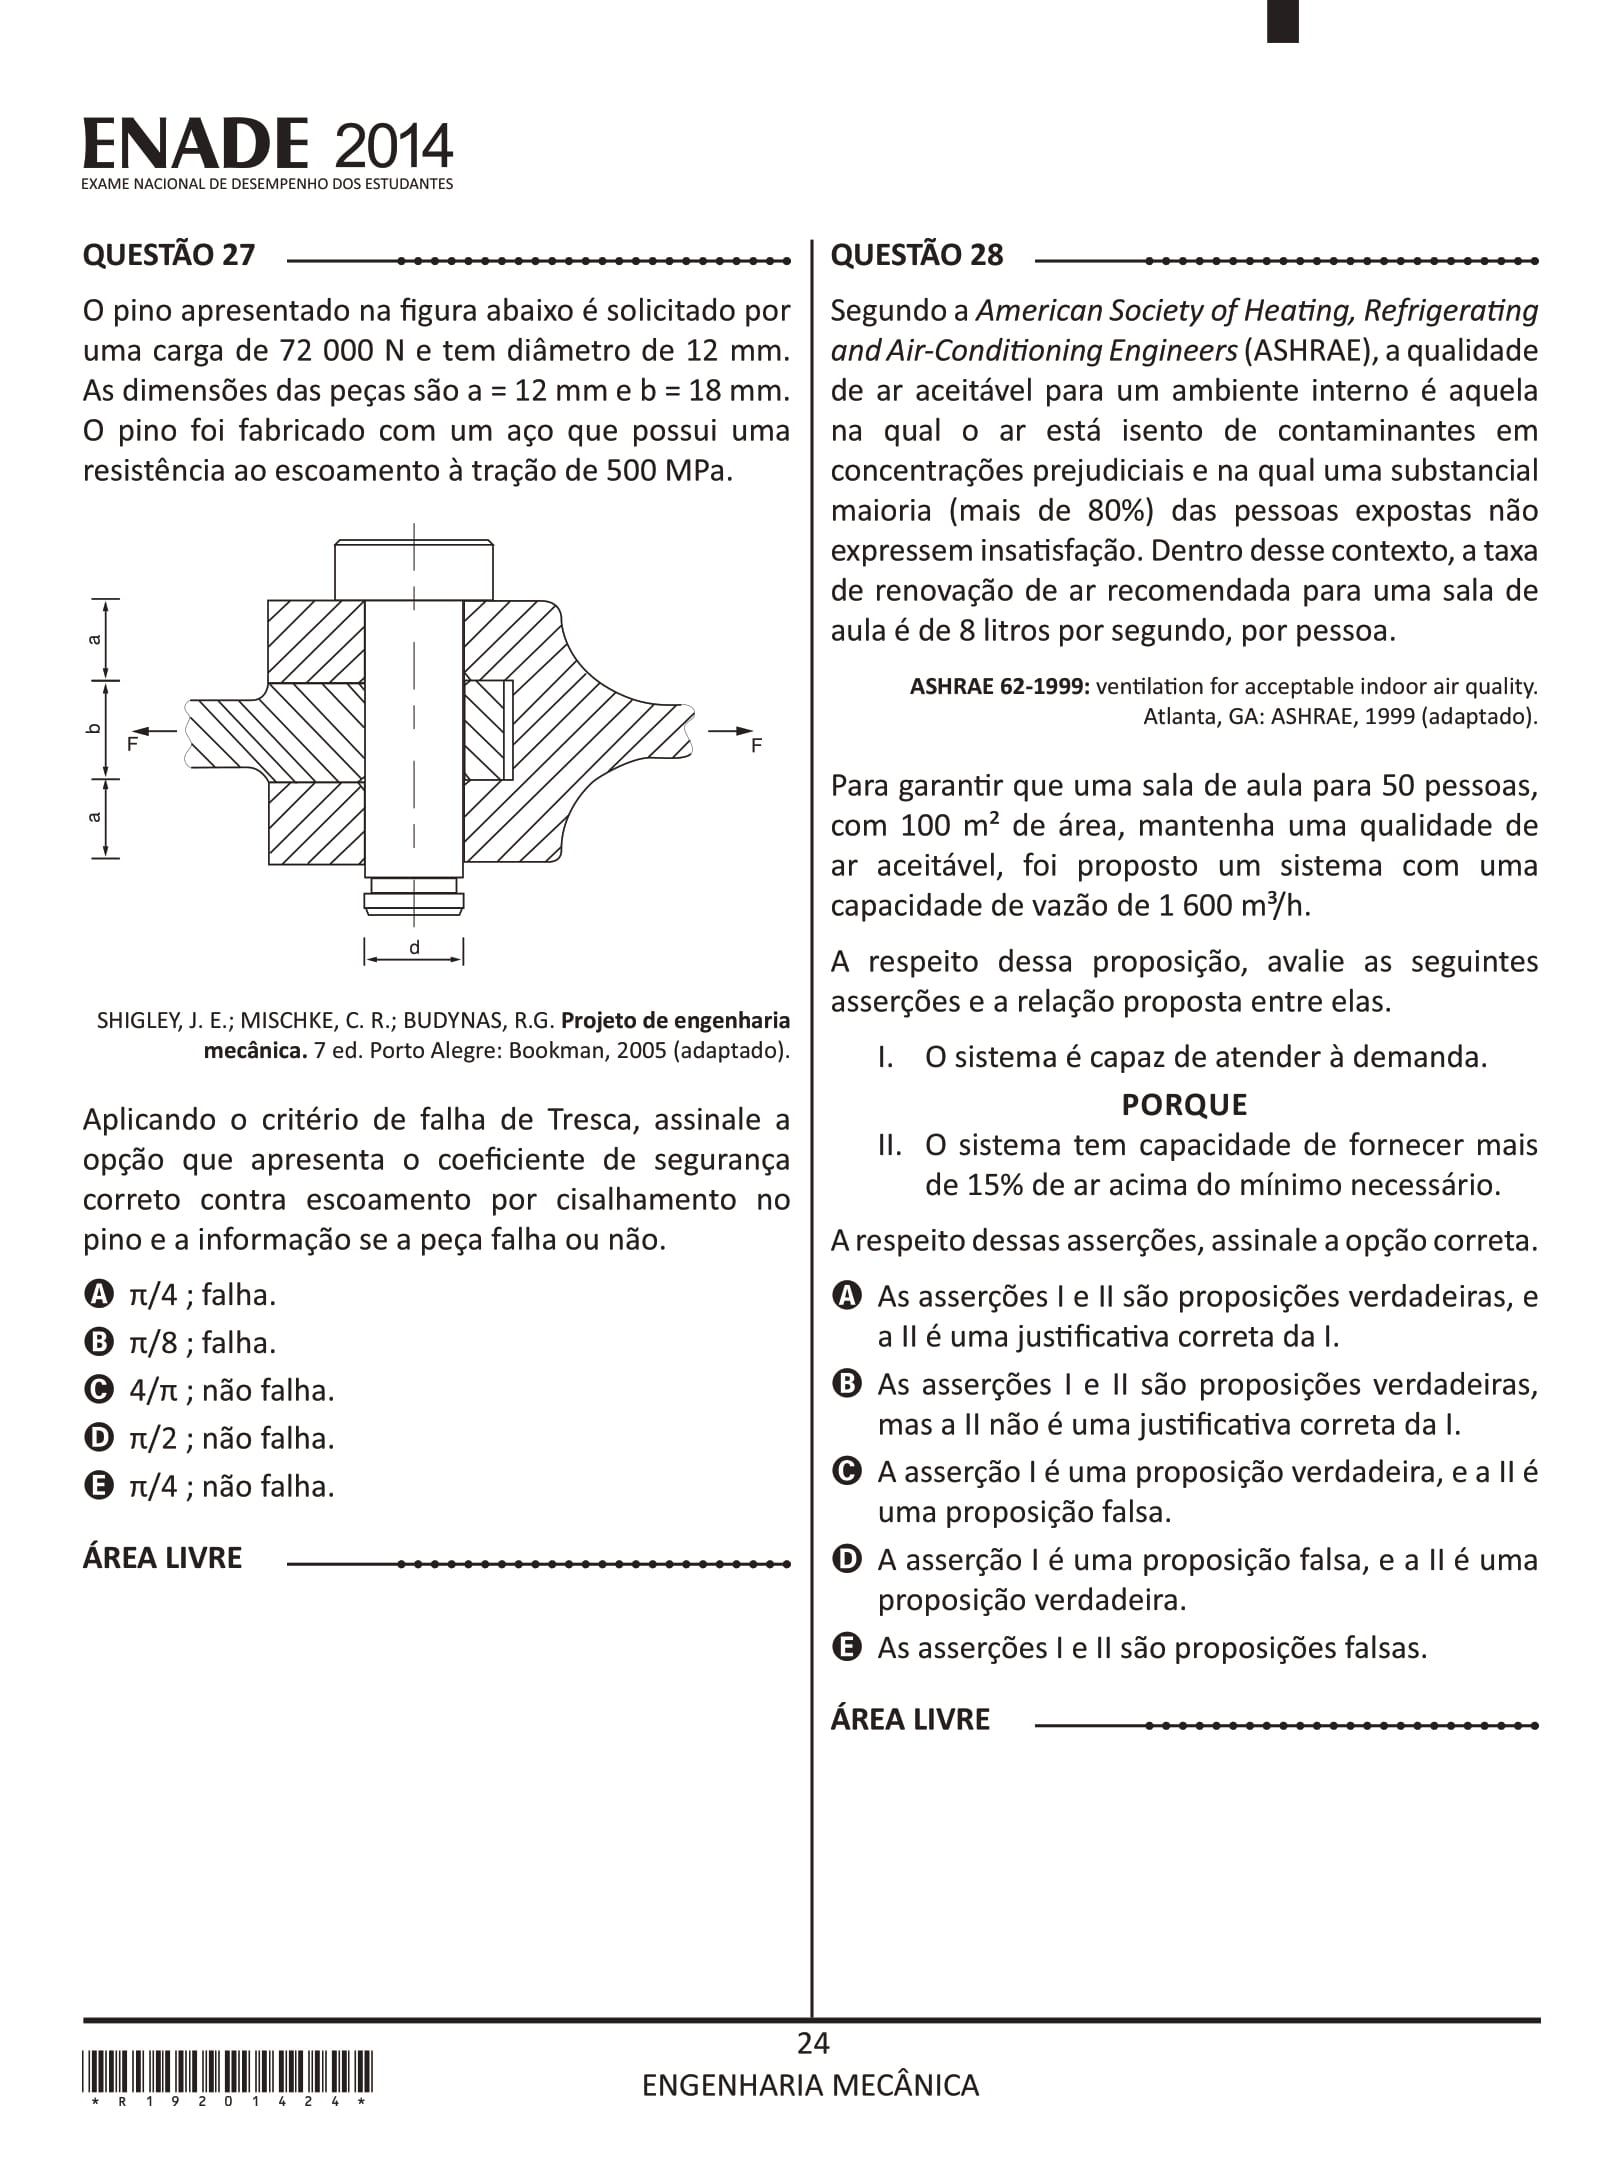 ENADE 2014
EXAME NACIONAL DE DESEMPENHO DOS ESTUDANTES
QUESTÃO 27
O pino apresentado na figura abaixo é solicitado por
uma carga de 72 000 N e tem diâmetro de 12 mm.
As dimensões das peças são a = 12 mm e b = 18 mm.
O pino foi fabricado com um aço que possui uma
resistência ao escoamento à tração de 500 MPa.
a
b
a
F
F
d
SHIGLEY, J. E.; MISCHKE, C. R.; BUDYNAS, R.G. Projeto de engenharia
mecânica. 7 ed. Porto Alegre: Bookman, 2005 (adaptado).
Aplicando o critério de falha de Tresca, assinale a
opção que apresenta o coeficiente de segurança
correto contra escoamento por cisalhamento no
pino e a informação se a peça falha ou não.
A π/4 ; falha.
B π/8 ; falha.
C 4/π ; não falha.
D π/2 ; não falha.
E π/4 ; não falha.
ÁREA LIVRE
QUESTÃO 28
Segundo a American Society of Heating, Refrigerating
and Air-Conditioning Engineers (ASHRAE), a qualidade
de ar aceitável para um ambiente interno é aquela
na qual o ar está isento de contaminantes em
concentrações prejudiciais e na qual uma substancial
maioria (mais de 80%) das pessoas expostas não
expressem insatisfação. Dentro desse contexto, a taxa
de renovação de ar recomendada para uma sala de
aula é de 8 litros por segundo, por pessoa.
ASHRAE 62-1999: ventilation for acceptable indoor air quality.
Atlanta, GA: ASHRAE, 1999 (adaptado).
Para garantir que uma sala de aula para 50 pessoas,
com 100 m² de área, mantenha uma qualidade de
ar aceitável, foi proposto um sistema com uma
capacidade de vazão de 1 600 m³/h.
A respeito dessa proposição, avalie as seguintes
asserções e a relação proposta entre elas.
I. O sistema é capaz de atender à demanda.
PORQUE
II. O sistema tem capacidade de fornecer mais
de 15% de ar acima do mínimo necessário.
A respeito dessas asserções, assinale a opção correta.
A As asserções I e II são proposições verdadeiras, e
a II é uma justificativa correta da I.
B As asserções I e II são proposições verdadeiras,
mas a II não é uma justificativa correta da I.
C A asserção I é uma proposição verdadeira, e a II é
uma proposição falsa.
D A asserção I é uma proposição falsa, e a II é uma
proposição verdadeira.
E As asserções I e II são proposições falsas.
ÁREA LIVRE
24
ENGENHARIA MECÂNICA
* R 1 9 2 0 1 4 2 4 *